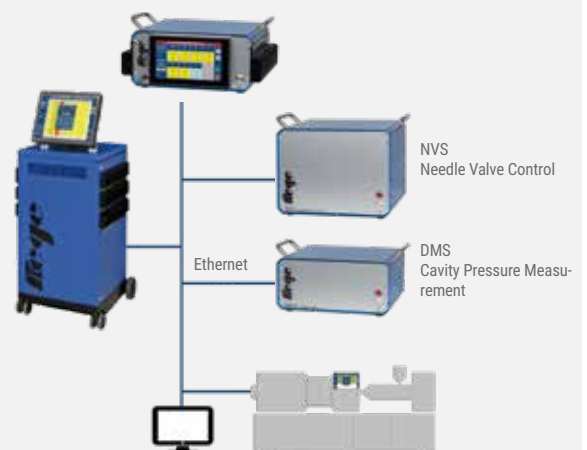 NVS
Needle Valve Control
Ethernet
DMS
Cavity Pressure Measu-
rement